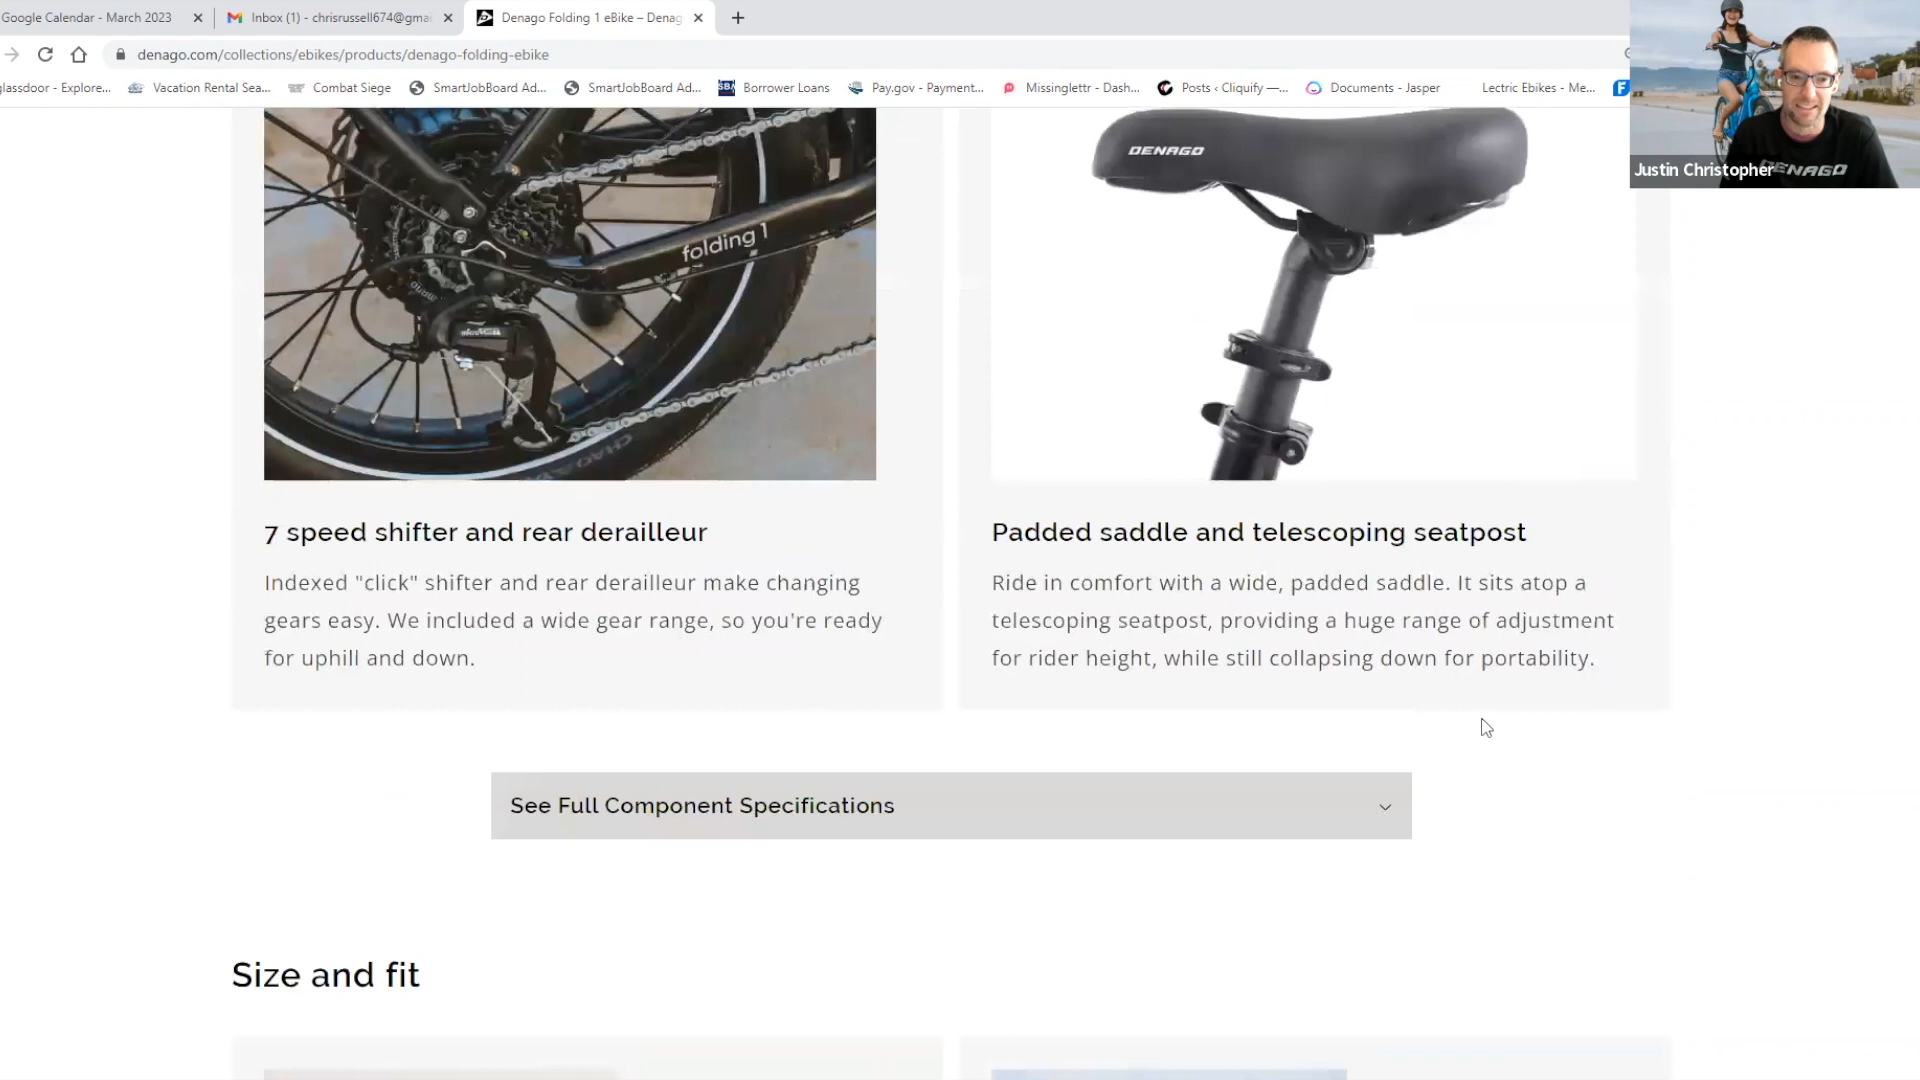 Google Calendar - March 2023
Inbox (1) - chrisrussell674@gmai
Denago Folding 1 eBike – Denag
denago.com/collections/ebikes/products/denago-folding-ebike
glassdoor - Explore...
Vacation Rental Sea...
Combat Siege
SmartJobBoard Ad...
SmartJobBoard Ad...
SBA
Borrower Loans
Pay.gov - Payment...
Missinglettr - Dash...
Posts ‹ Cliquify —...
Documents - Jasper
Lectric Ebikes - Me...
Justin Christopher
DENAGO
DENAGO
folding 1
7 speed shifter and rear derailleur
Indexed "click" shifter and rear derailleur make changing
gears easy. We included a wide gear range, so you're ready
for uphill and down.
Padded saddle and telescoping seatpost
Ride in comfort with a wide, padded saddle. It sits atop a
telescoping seatpost, providing a huge range of adjustment
for rider height, while still collapsing down for portability.
See Full Component Specifications
Size and fit